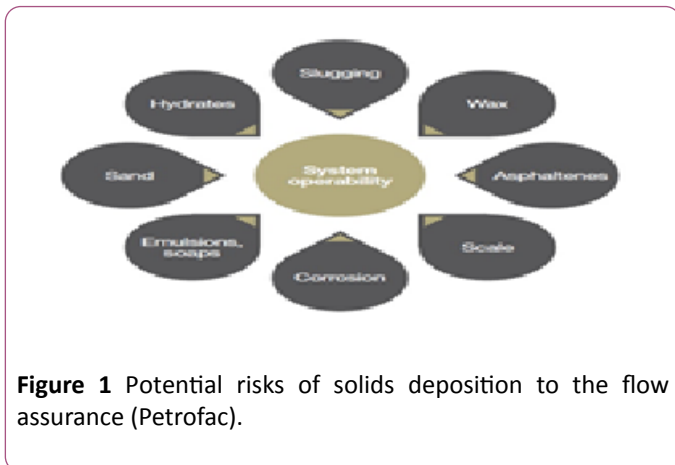 Slugging
Hydrates
Wax
Sand
System
operability
Asphaltenes
Emulsions,
soaps
Scale
Corrosion
Figure 1 Potential risks of solids deposition to the flow
assurance (Petrofac).